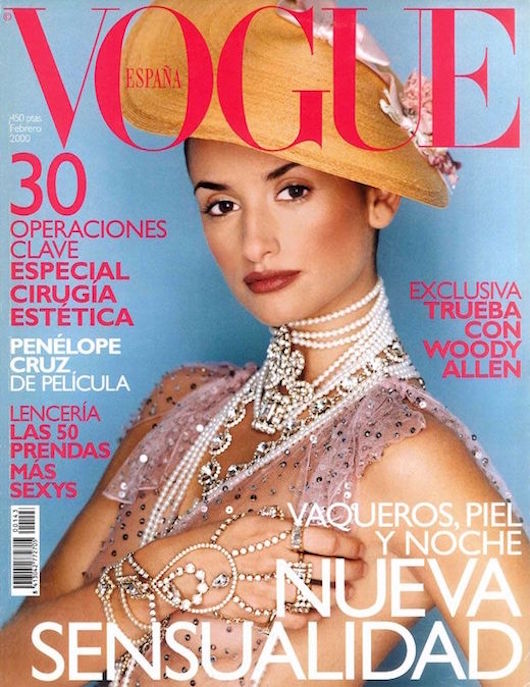 ©
VOGUE
ESPAÑA
450 ptas
Febrero
2000
30
OPERACIONES
CLAVE
ESPECIAL
CIRUGÍA
ESTÉTICA
PENÉLOPE
CRUZ
DE PELÍCULA
LENCERÍA
LAS 50
PRENDAS
MÁS
SEXYS
EXCLUSIVA
TRUEBA
CON
WOODY
ALLEN
VAQUEROS, PIEL
Y NOCHE
NUEVA
SENSUALIDAD
00143